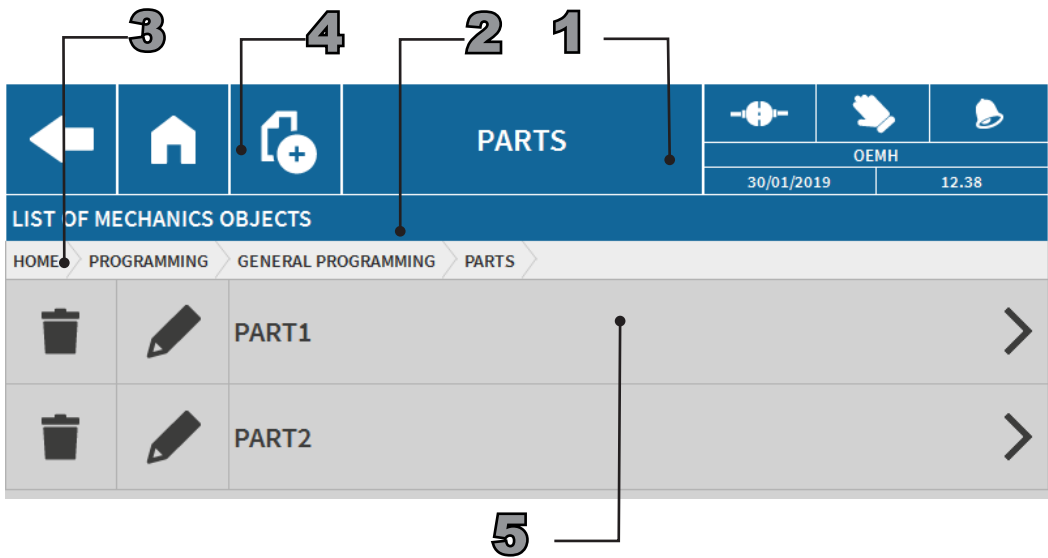 3 4 2 1
PARTS
OEMH
30/01/2019 12.38
LIST OF MECHANICS OBJECTS
HOME PROGRAMMING GENERAL PROGRAMMING PARTS
PART1
PART2
5